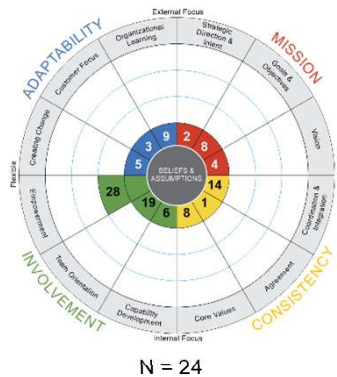 External Focus
ADAPTABILITY
MISSION
Organizational
Learning
Strategic
Direction &
Intent
Customer Focus
Goals &
Objectives
Creating Change
Vision
9
2
3
8
5
4
Flexible
BELIEFS &
ASSUMPTIONS
28
14
19
1
6
8
Empowerment
Coordination &
Integration
Team Orientation
Agreement
Capability
Development
Core Values
INVOLVEMENT
CONSISTENCY
Internal Focus
N = 24